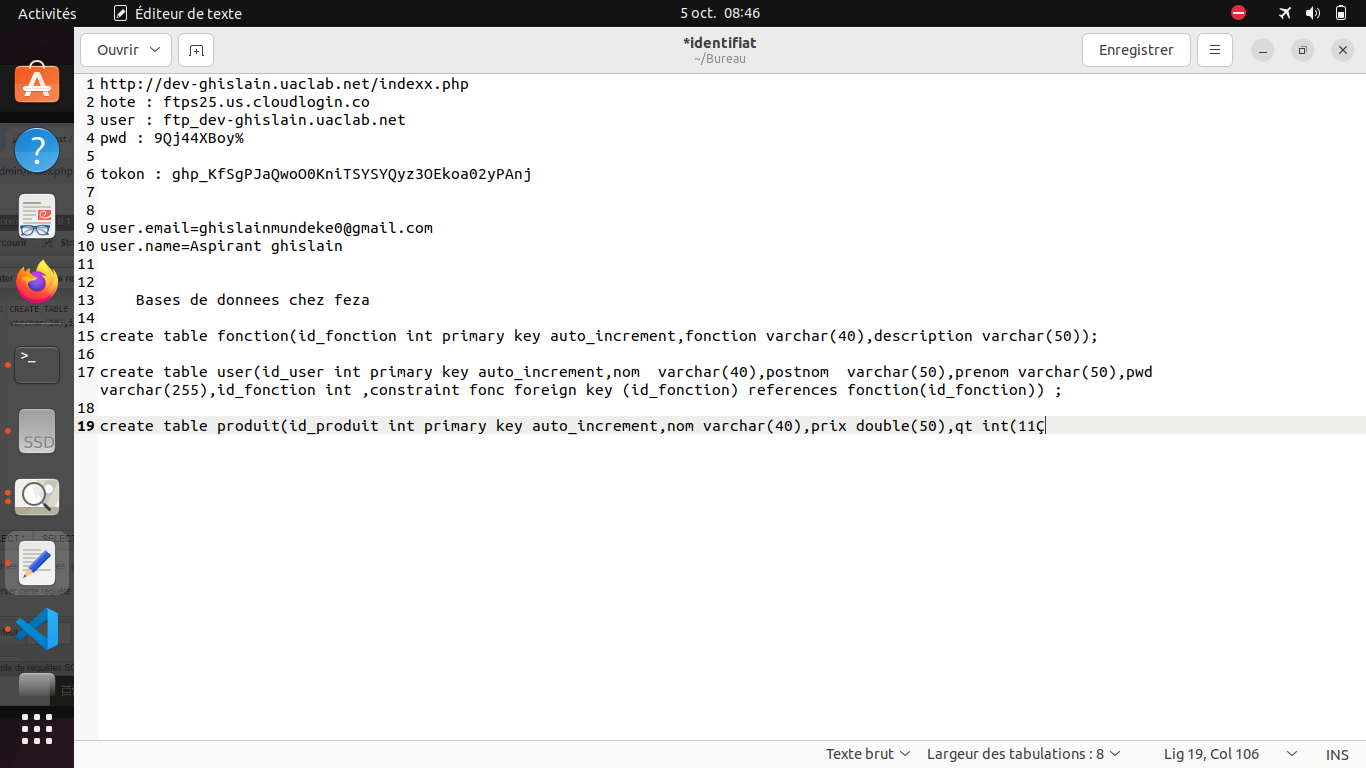 Activités Éditeur de texte 5 oct. 08:46
Ouvrir *identifiat Enregistrer
~/Bureau
1 http://dev-ghislain.uaclab.net/indexx.php
2 hote : ftps25.us.cloudlogin.co
3 user : ftp_dev-ghislain.uaclab.net
4 pwd : 9Qj44XBoy%
5
6 tokon : 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
7
8
9 user.email=ghislainmundeke0@gmail.com
10 user.name=Aspirant ghislain
11
12
13 Bases de donnees chez feza
14
15 create table fonction(id_fonction int primary key auto_increment,fonction varchar(40),description varchar(50));
16
17 create table user(id_user int primary key auto_increment,nom  varchar(40),postnom  varchar(50),prenom varchar(50),pwd
varchar(255),id_fonction int ,constraint fonc foreign key (id_fonction) references fonction(id_fonction)) ;
18
19 create table produit(id_produit int primary key auto_increment,nom varchar(40),prix double(50),qt int(11Ç
SSD
Texte brut Largeur des tabulations : 8 Lig 19, Col 106 INS